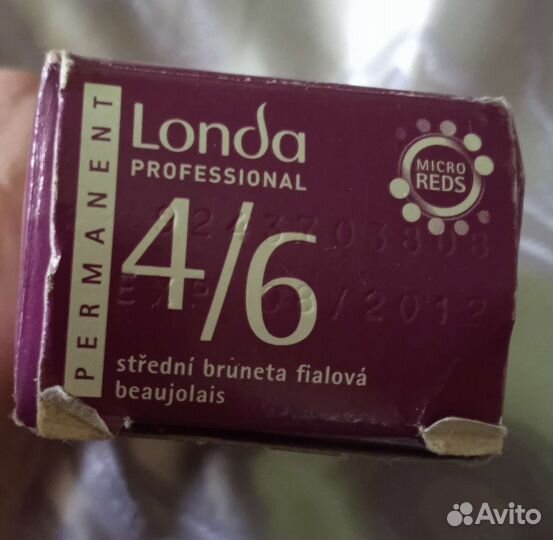 PERMANENT
Londa
PROFESSIONAL
MICRO
REDS
4/6
střední bruneta fialová
beaujolais
Avito